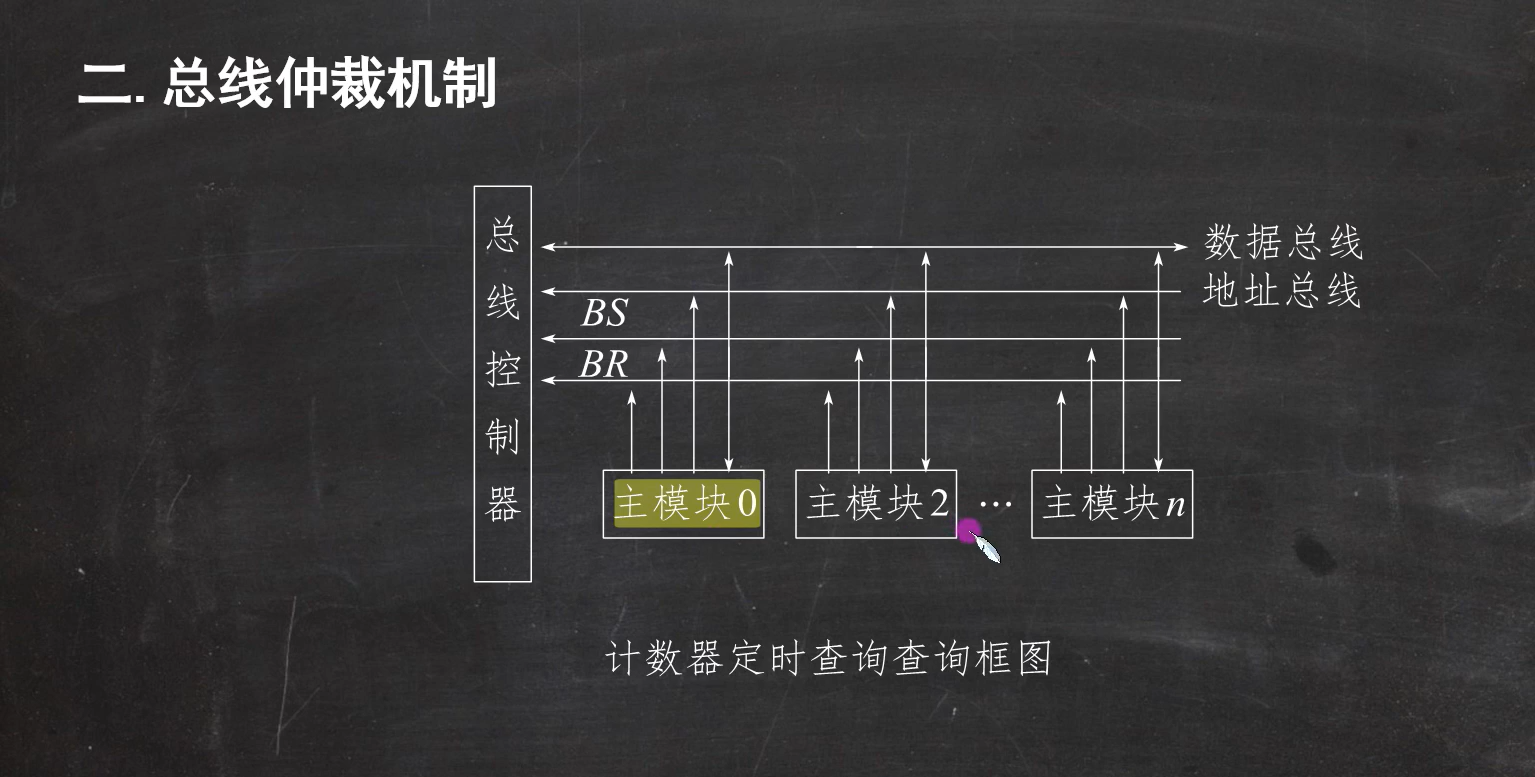 二. 总线仲裁机制
总线控制器
数据总线
地址总线
BS
BR
主模块0 主模块2 … 主模块n
计数器定时查询查询框图